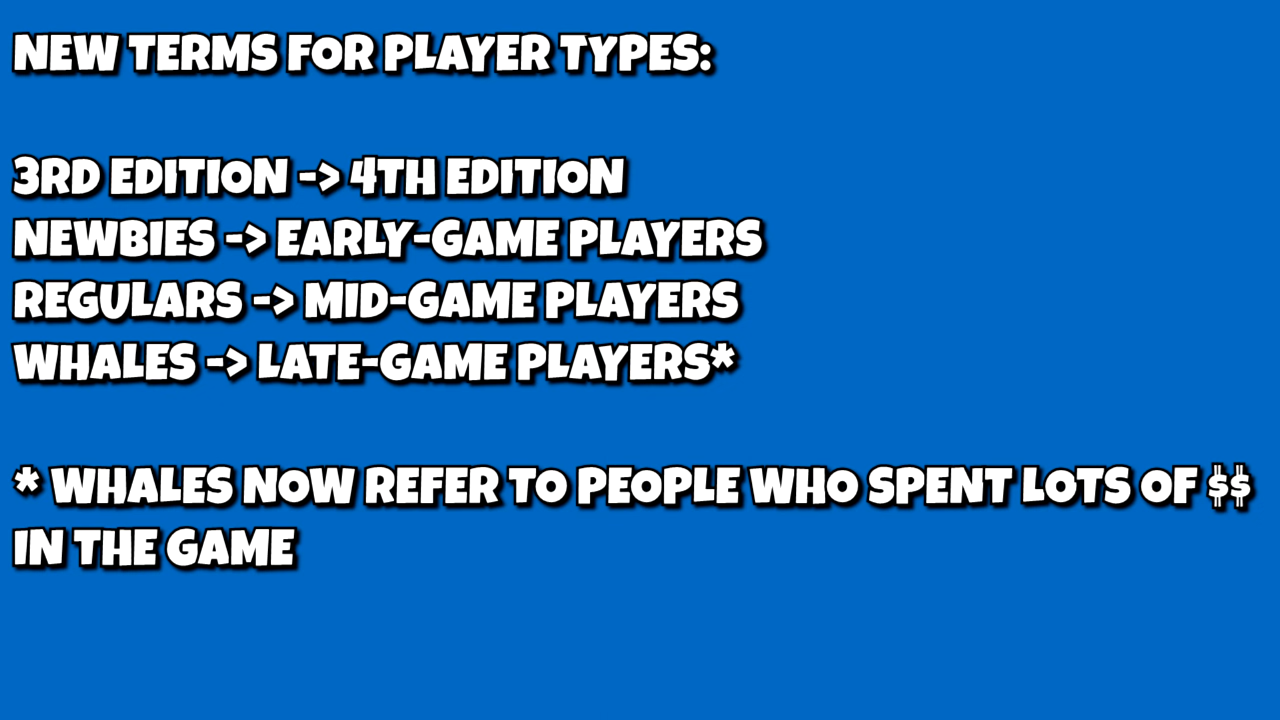 NEW TERMS FOR PLAYER TYPES:
3RD EDITION -> 4TH EDITION
NEWBIES -> EARLY-GAME PLAYERS
REGULARS -> MID-GAME PLAYERS
WHALES -> LATE-GAME PLAYERS*
* WHALES NOW REFER TO PEOPLE WHO SPENT LOTS OF $$
IN THE GAME